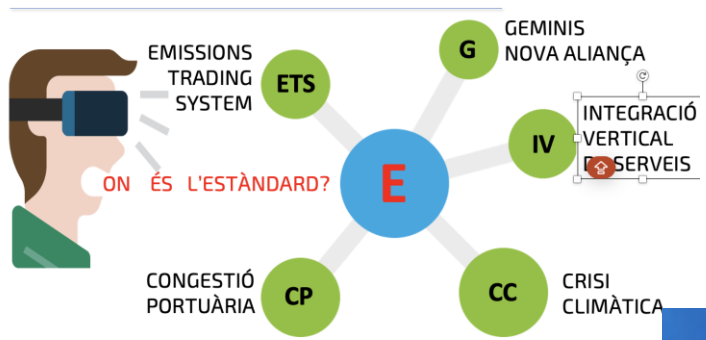 EMISSIONS
TRADING
SYSTEM
ETS
G
GEMINIS
NOVA ALIANÇA
IV
INTEGRACIÓ
VERTICAL
SERVEIS
ON ÉS L'ESTÀNDARD?
E
CONGESTIÓ
PORTUÀRIA
CP
CC
CRISI
CLIMÀTICA